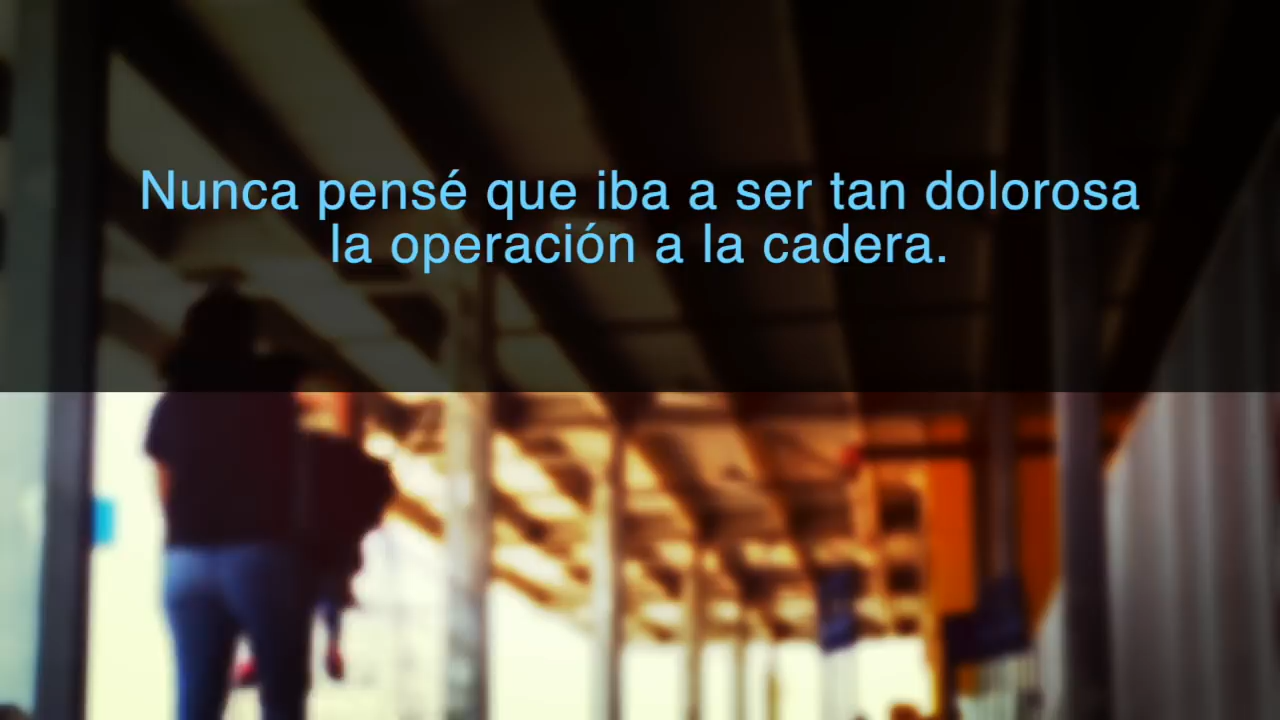 Nunca pensé que iba a ser tan dolorosa
la operación a la cadera.